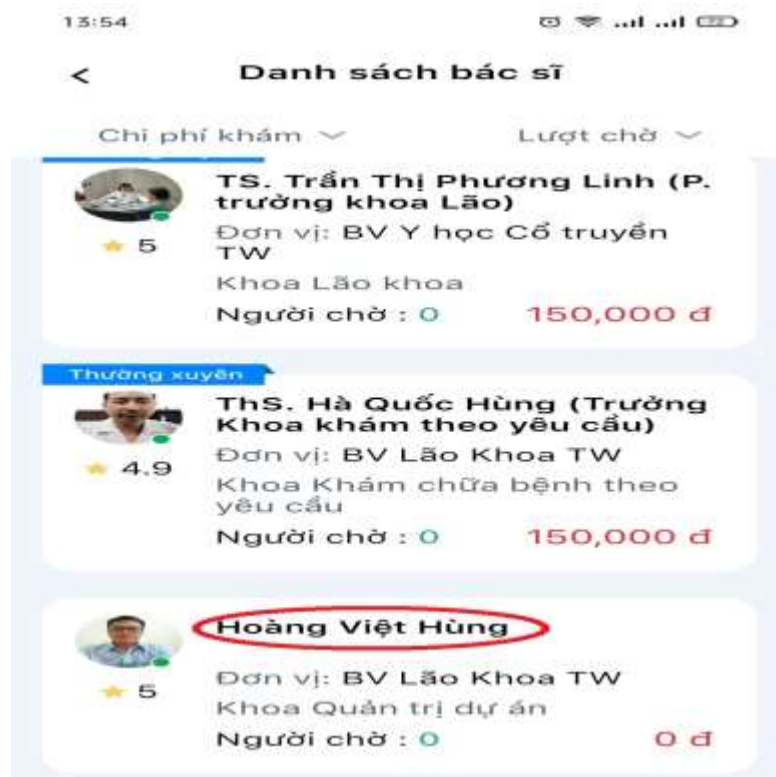 13:54
Danh sách bác sĩ
Chi phí khám
Lượt chờ
TS. Trần Thị Phương Linh (P.
trưởng khoa Lão)
5
Đơn vị: BV Y học Cổ truyền
TW
Khoa Lão khoa
Người chờ : 0
150,000 đ
Thường xuyên
ThS. Hà Quốc Hùng (Trưởng
Khoa khám theo yêu cầu)
4.9
Đơn vị: BV Lão Khoa TW
Khoa Khám chữa bệnh theo
yêu cầu
Người chờ : 0
150,000 đ
Hoàng Việt Hùng
5
Đơn vị: BV Lão Khoa TW
Khoa Quản trị dự án
Người chờ : 0
0 đ